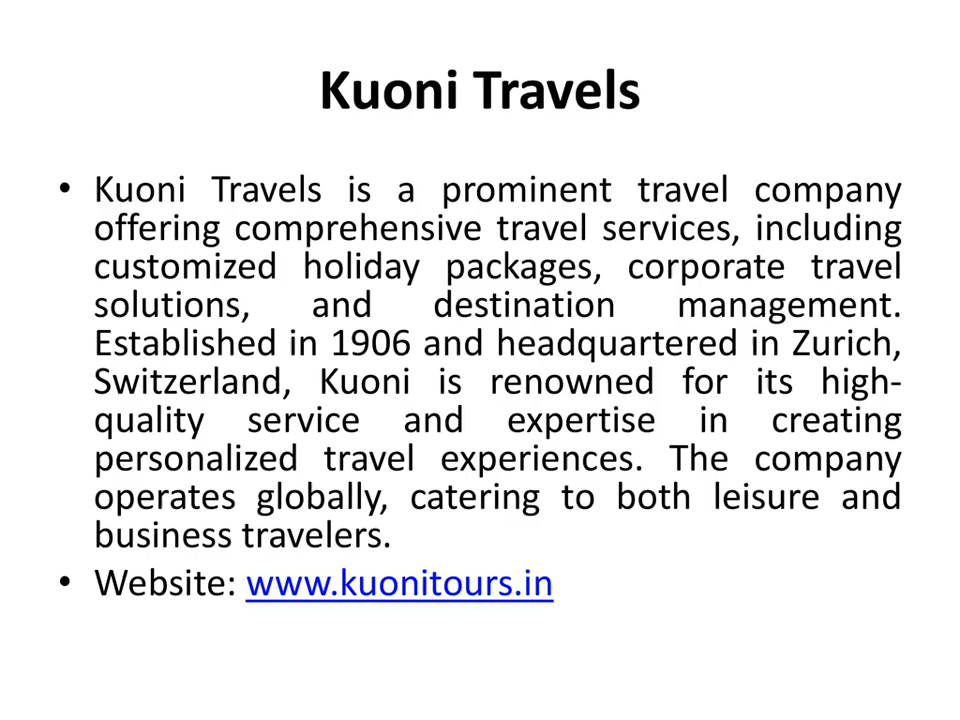 Kuoni Travels
• Kuoni Travels is a prominent travel company
offering comprehensive travel services, including
customized holiday packages, corporate travel
solutions, and destination management.
Established in 1906 and headquartered in Zurich,
Switzerland, Kuoni is renowned for its high-
quality service and expertise in creating
personalized travel experiences. The company
operates globally, catering to both leisure and
business travelers.
• Website: www.kuonitours.in